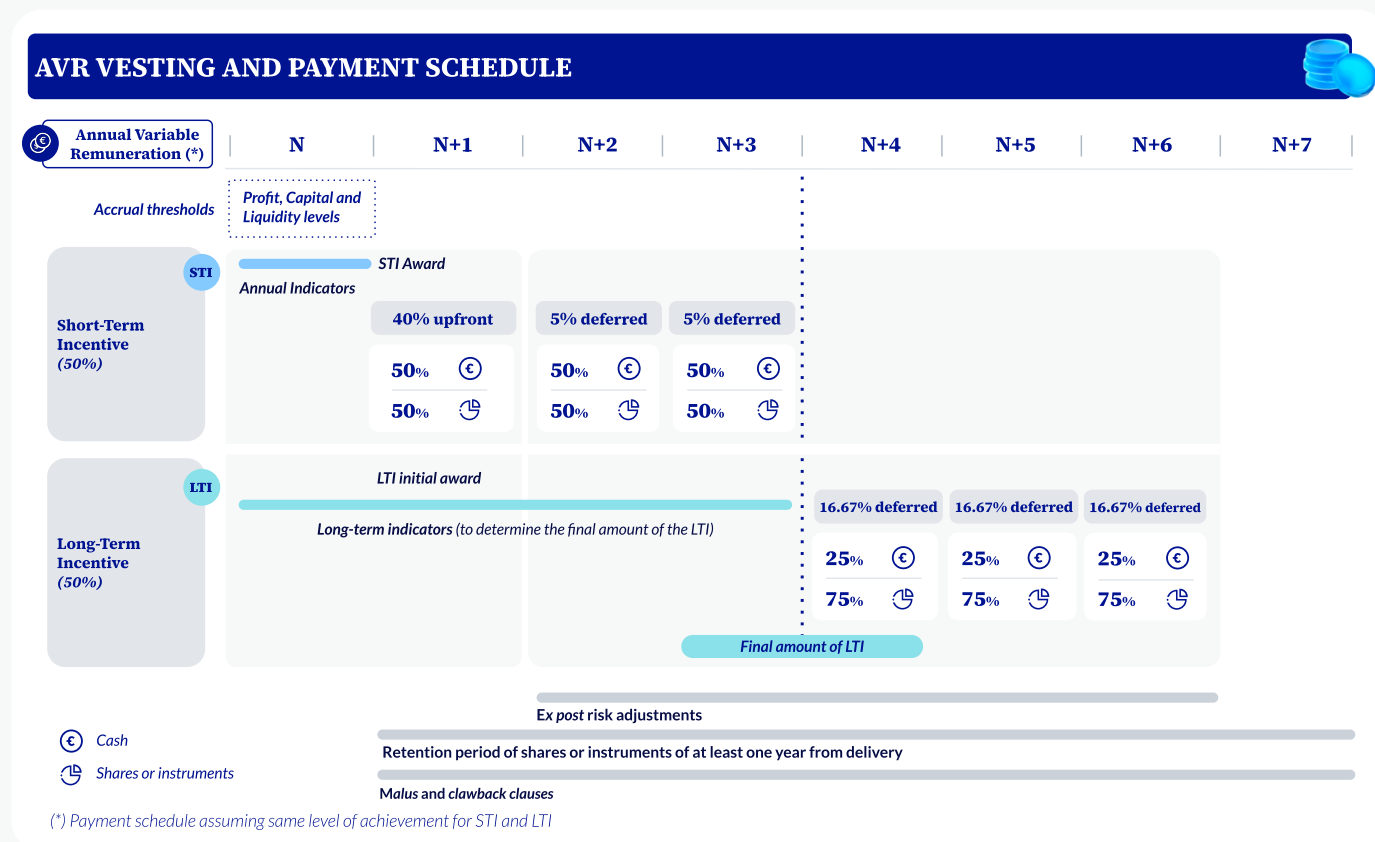 AVR VESTING AND PAYMENT SCHEDULE
Annual Variable
Remuneration (*)
N
N+1
N+2
N+3
N+4
N+5
N+6
N+7
Accrual thresholds
Profit, Capital and
Liquidity levels
STI
Short-Term
Incentive
(50%)
STI Award
Annual Indicators
40% upfront
5% deferred
5% deferred
50% €
50% €
50% €
50%
50%
50%
LTI
Long-Term
Incentive
(50%)
LTI initial award
Long-term indicators (to determine the final amount of the LTI)
16.67% deferred
16.67% deferred
16.67% deferred
25% €
25% €
25% €
75%
75%
75%
Final amount of LTI
Ex post risk adjustments
Retention period of shares or instruments of at least one year from delivery
Malus and clawback clauses
€ Cash
Shares or instruments
(*) Payment schedule assuming same level of achievement for STI and LTI